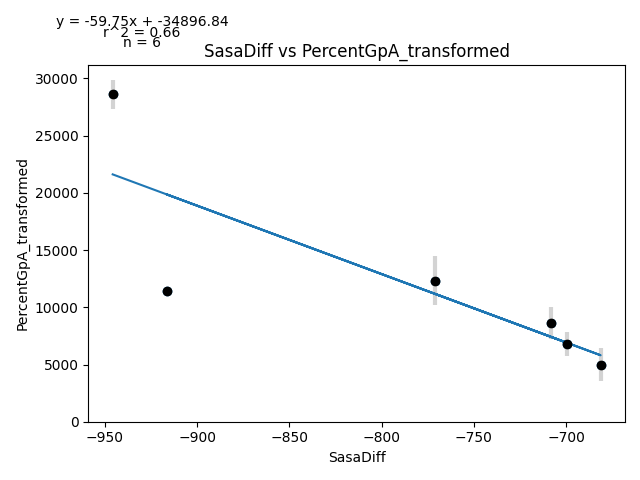 y = -59.75x + -34896.84
r^2 = 0.66
n = 6
SasaDiff vs PercentGpA_transformed
PercentGpA_transformed
30000
25000
20000
15000
10000
5000
0
−950
−900
−850
−800
−750
−700
SasaDiff